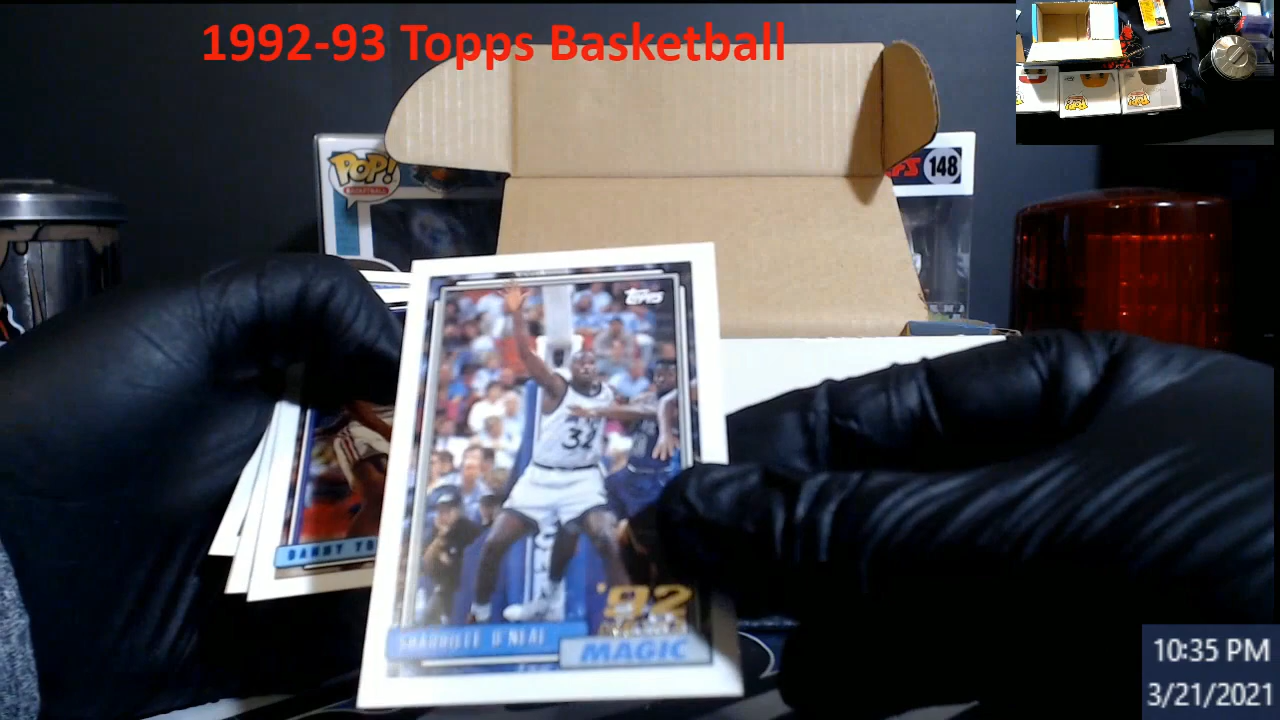 1992-93 Topps Basketball
POP!
BASKETBALL
148
TOPPS
32
DANNY YO
'92
SHAQUILLE O'NEAL
MAGIC
10:35 PM
3/21/2021